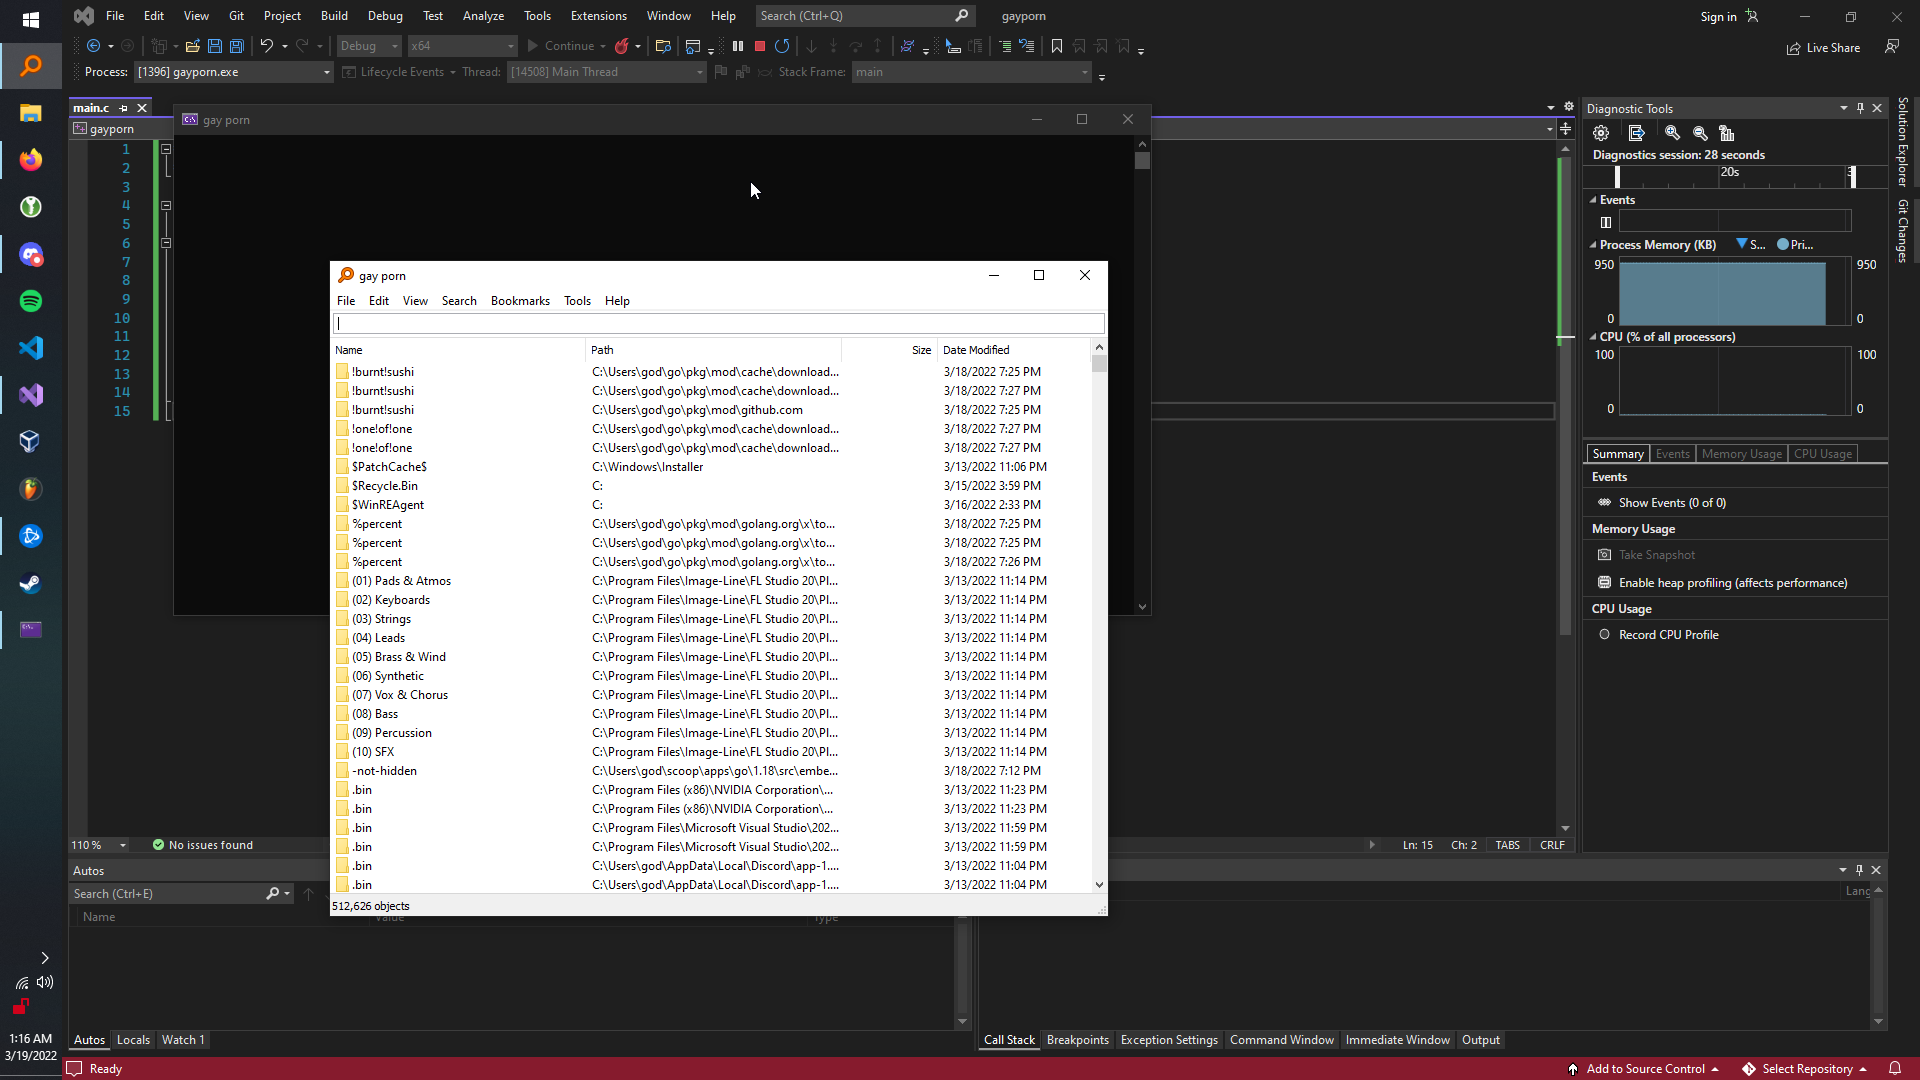 File Edit View Git Project Build Debug Test Analyze Tools Extensions Window Help Search (Ctrl+Q) gayporn Sign in
Debug x64 Continue Live Share
Process: [1396] gayporn.exe Lifecycle Events Thread: [14508] Main Thread Stack Frame: main
main.c
gayporn
1
2
3
4
5
6
7
8
9
10
11
12
13
14
15
gay porn
gay porn
File Edit View Search Bookmarks Tools Help
Name Path Size Date Modified
!burnt!sushi C:\Users\god\go\pkg\mod\cache\download... 3/18/2022 7:25 PM
!burnt!sushi C:\Users\god\go\pkg\mod\cache\download... 3/18/2022 7:27 PM
!burnt!sushi C:\Users\god\go\pkg\mod\github.com 3/18/2022 7:25 PM
!one!of!one C:\Users\god\go\pkg\mod\cache\download... 3/18/2022 7:27 PM
!one!of!one C:\Users\god\go\pkg\mod\cache\download... 3/18/2022 7:27 PM
$PatchCache$ C:\Windows\Installer 3/13/2022 11:06 PM
$Recycle.Bin C: 3/15/2022 3:59 PM
$WinREAgent C: 3/16/2022 2:33 PM
%percent C:\Users\god\go\pkg\mod\golang.org\x\to... 3/18/2022 7:25 PM
%percent C:\Users\god\go\pkg\mod\golang.org\x\to... 3/18/2022 7:25 PM
%percent C:\Users\god\go\pkg\mod\golang.org\x\to... 3/18/2022 7:26 PM
(01) Pads & Atmos C:\Program Files\Image-Line\FL Studio 20\Pl... 3/13/2022 11:14 PM
(02) Keyboards C:\Program Files\Image-Line\FL Studio 20\Pl... 3/13/2022 11:14 PM
(03) Strings C:\Program Files\Image-Line\FL Studio 20\Pl... 3/13/2022 11:14 PM
(04) Leads C:\Program Files\Image-Line\FL Studio 20\Pl... 3/13/2022 11:14 PM
(05) Brass & Wind C:\Program Files\Image-Line\FL Studio 20\Pl... 3/13/2022 11:14 PM
(06) Synthetic C:\Program Files\Image-Line\FL Studio 20\Pl... 3/13/2022 11:14 PM
(07) Vox & Chorus C:\Program Files\Image-Line\FL Studio 20\Pl... 3/13/2022 11:14 PM
(08) Bass C:\Program Files\Image-Line\FL Studio 20\Pl... 3/13/2022 11:14 PM
(09) Percussion C:\Program Files\Image-Line\FL Studio 20\Pl... 3/13/2022 11:14 PM
(10) SFX C:\Program Files\Image-Line\FL Studio 20\Pl... 3/13/2022 11:14 PM
-not-hidden C:\Users\god\scoop\apps\go\1.18\src\embe... 3/18/2022 7:12 PM
.bin C:\Program Files (x86)\NVIDIA Corporation\... 3/13/2022 11:23 PM
.bin C:\Program Files (x86)\NVIDIA Corporation\... 3/13/2022 11:23 PM
.bin C:\Program Files\Microsoft Visual Studio\202... 3/13/2022 11:59 PM
.bin C:\Program Files\Microsoft Visual Studio\202... 3/13/2022 11:59 PM
.bin C:\Users\god\AppData\Local\Discord\app-1.... 3/13/2022 11:04 PM
.bin C:\Users\god\AppData\Local\Discord\app-1.... 3/13/2022 11:04 PM
512,626 objects
Diagnostic Tools
Diagnostics session: 28 seconds
20s
Events
Process Memory (KB) S... Pri...
950 950
0 0
CPU (% of all processors)
100 100
0 0
Summary Events Memory Usage CPU Usage
Events
Show Events (0 of 0)
Memory Usage
Take Snapshot
Enable heap profiling (affects performance)
CPU Usage
Record CPU Profile
Solution Explorer
Git Changes
110 % No issues found Ln: 15 Ch: 2 TABS CRLF
Autos
Search (Ctrl+E)
Name Value Type
Lang
Autos Locals Watch 1
Call Stack Breakpoints Exception Settings Command Window Immediate Window Output
1:16 AM
3/19/2022
Ready Add to Source Control Select Repository